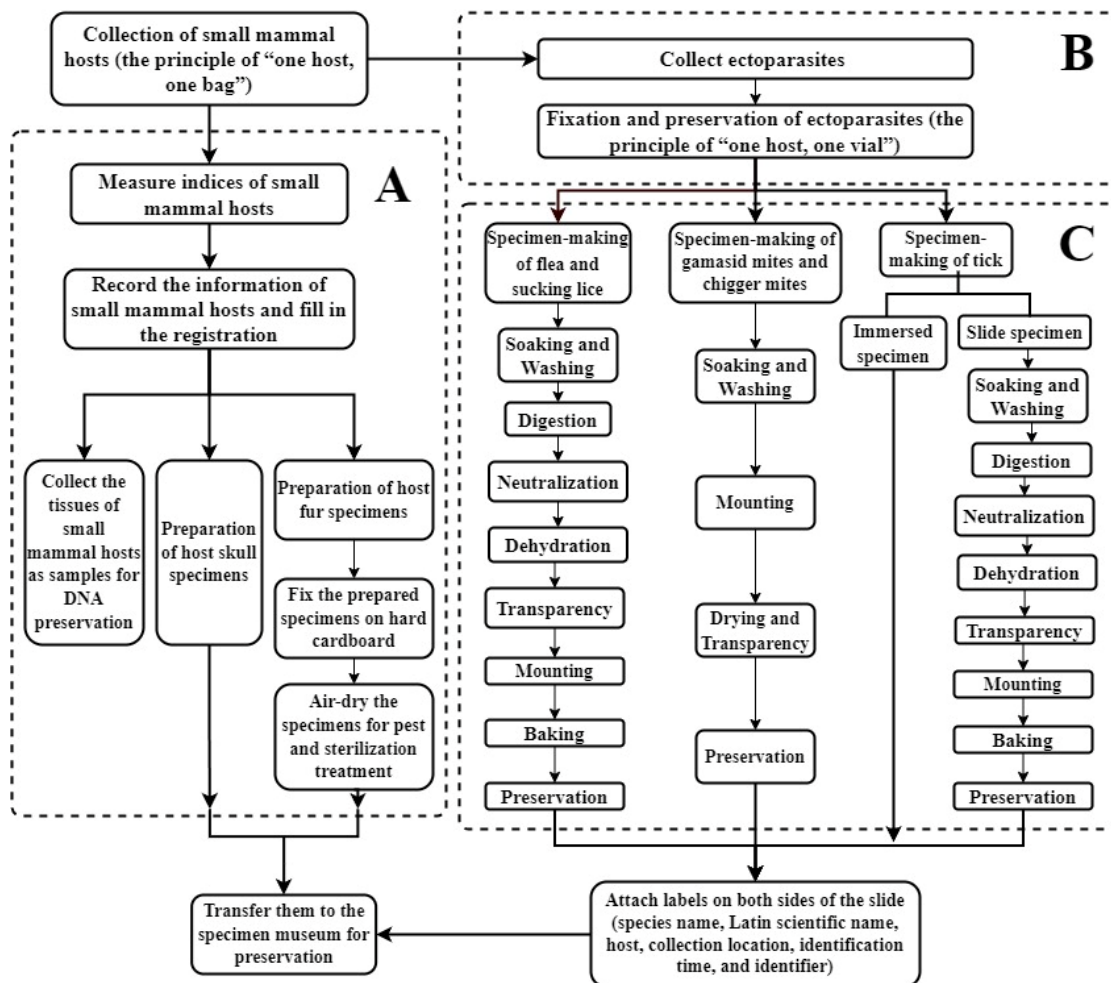 Collection of small mammal
hosts (the principle of “one host,
one bag”)
B
Collect ectoparasites
Fixation and preservation of ectoparasites (the
principle of “one host, one vial”)
A
Measure indices of small
mammal hosts
Record the information of
small mammal hosts and fill in
the registration
Collect the
tissues of
small
mammal hosts
as samples for
DNA
preservation
Preparation
of host skull
specimens
Preparation of host
fur specimens
Fix the prepared
specimens on hard
cardboard
Air-dry the
specimens for pest
and sterilization
treatment
C
Specimen-making
of flea and
sucking lice
Soaking and
Washing
Digestion
Neutralization
Dehydration
Transparency
Mounting
Baking
Preservation
Specimen-making of
gamasid mites and
chigger mites
Soaking and
Washing
Mounting
Drying and
Transparency
Preservation
Specimen-
making of tick
Immersed
specimen
Slide specimen
Soaking and
Washing
Digestion
Neutralization
Dehydration
Transparency
Mounting
Baking
Preservation
Transfer them to the
specimen museum for
preservation
Attach labels on both sides of the slide
(species name, Latin scientific name,
host, collection location, identification
time, and identifier)